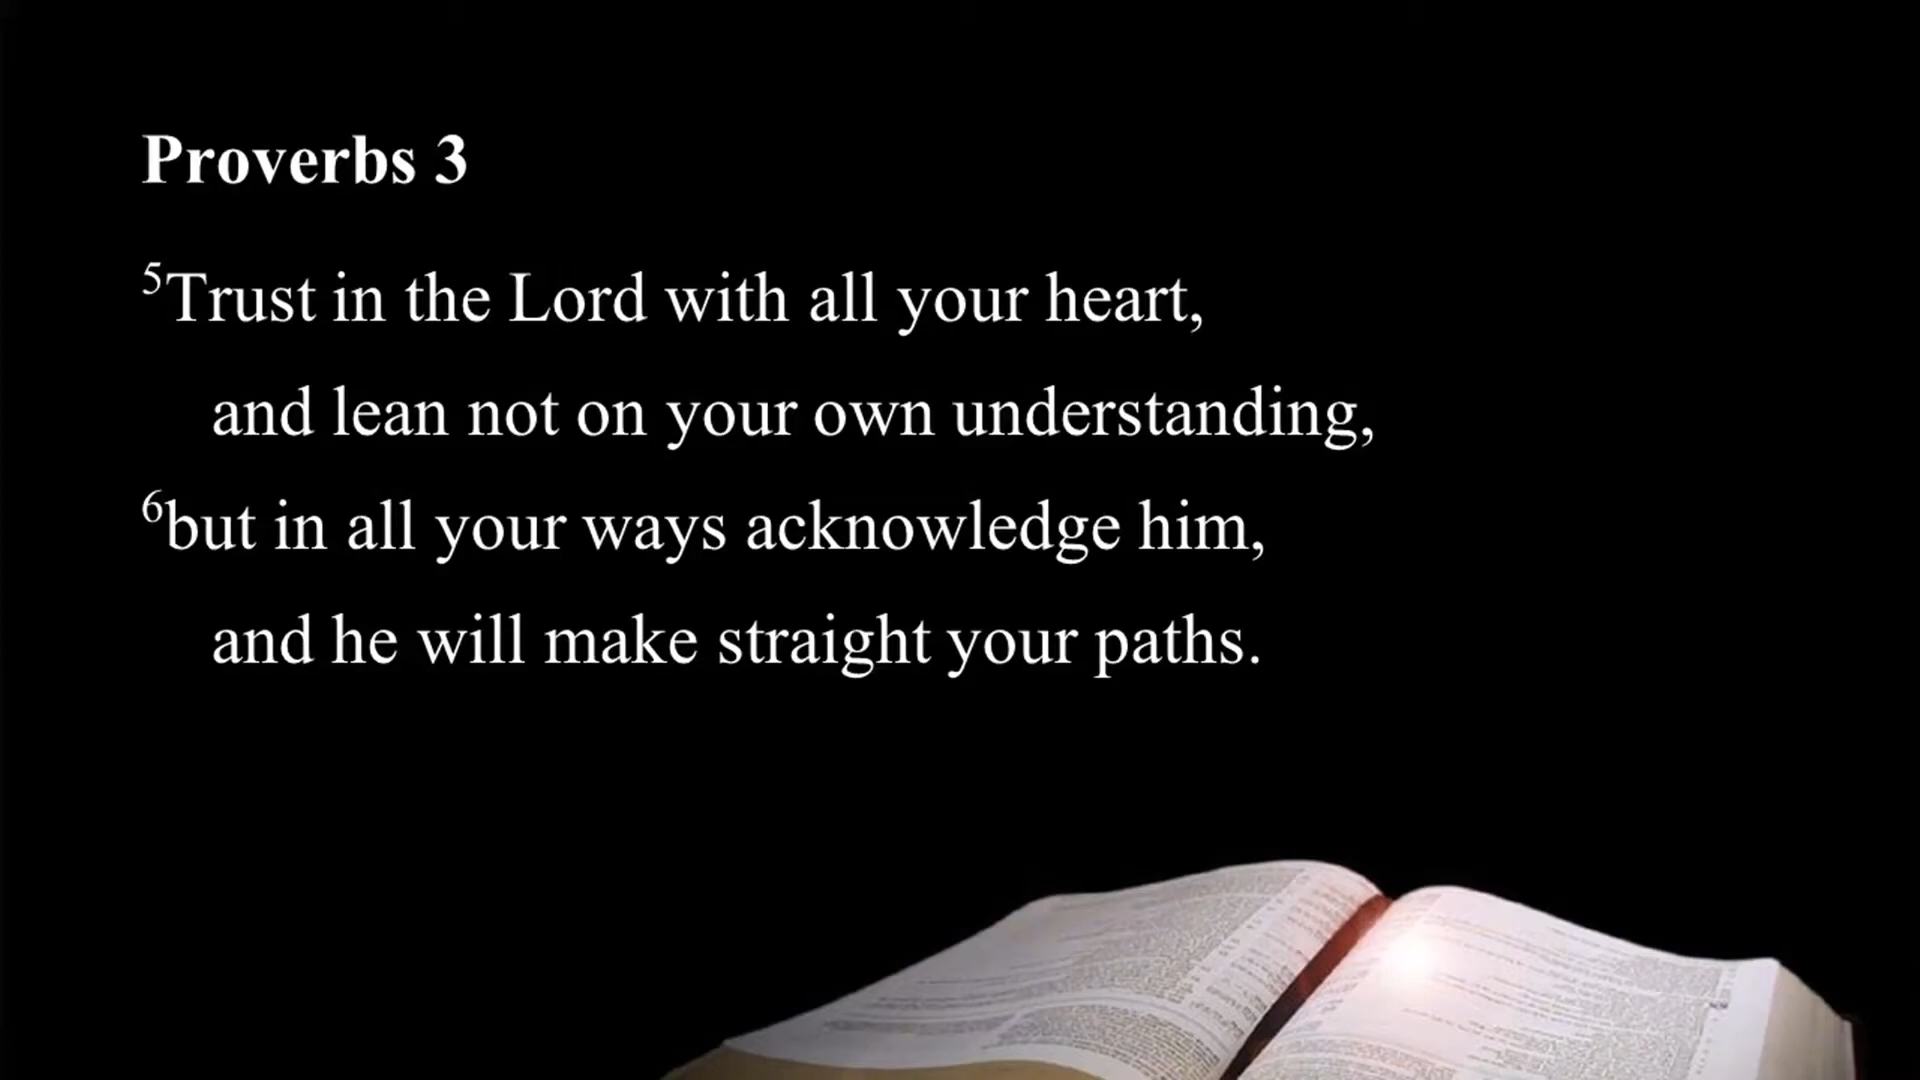 Proverbs 3
⁵Trust in the Lord with all your heart,
and lean not on your own understanding,
⁶but in all your ways acknowledge him,
and he will make straight your paths.